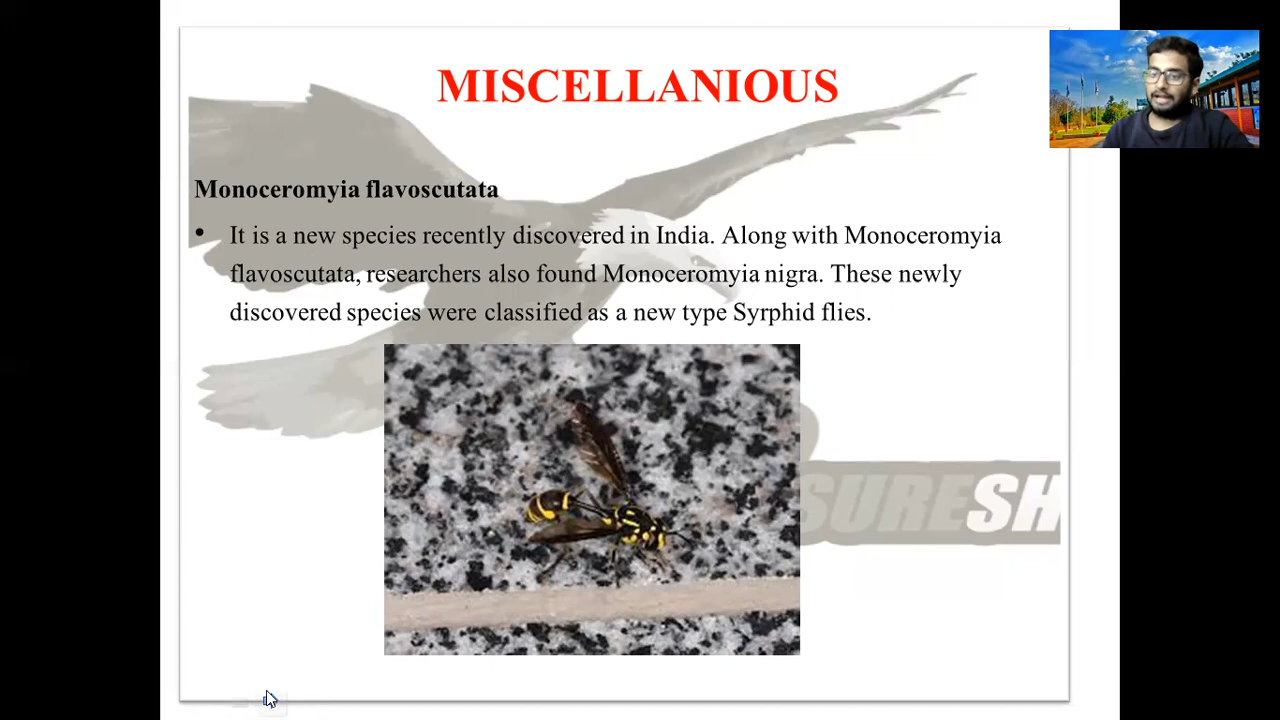 MISCELLANIOUS
Monoceromyia flavoscutata
• It is a new species recently discovered in India. Along with Monoceromyia
flavoscutata, researchers also found Monoceromyia nigra. These newly
discovered species were classified as a new type Syrphid flies.
SURESH